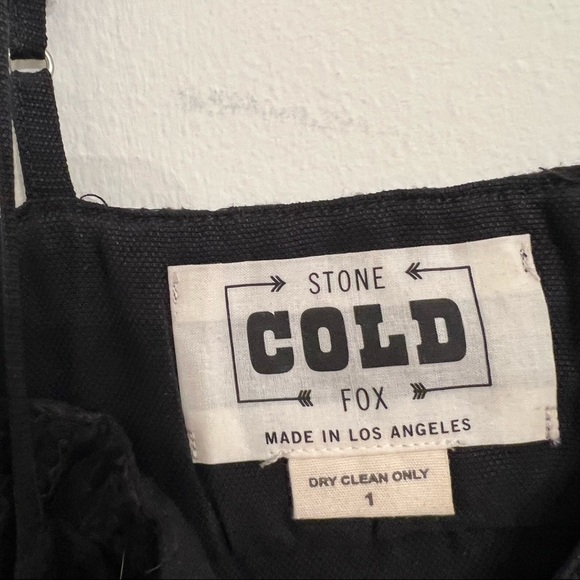 STONE
COLD
FOX
MADE IN LOS ANGELES
DRY CLEAN ONLY
1